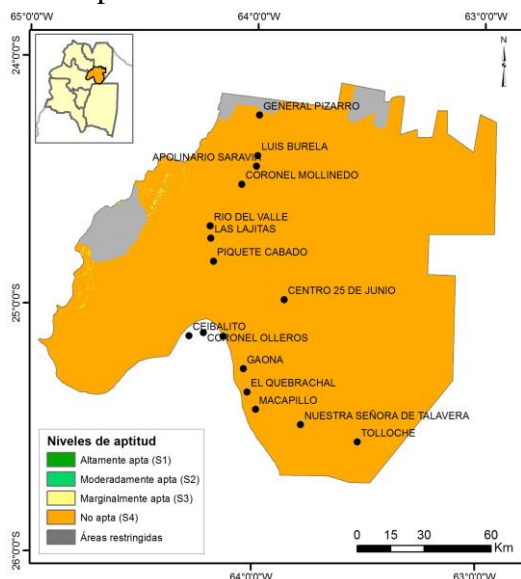 65°0'0"W
64°0'0"W
63°0'0"W
24°0'0"S
N
GENERAL PIZARRO
LUIS BURELA
APOLINARIO SARAVIA
CORONEL MOLLINEDO
RIO DEL VALLE
LAS LAJITAS
PIQUETE CABADO
CENTRO 25 DE JUNIO
25°0'0"S
CEIBALITO
CORONEL OLLEROS
GAONA
EL QUEBRACHAL
MACAPILLO
NUESTRA SEÑORA DE TALAVERA
TOLLOCHE
Niveles de aptitud
Altamente apta (S1)
Moderadamente apta (S2)
Marginalmente apta (S3)
No apta (S4)
Áreas restringidas
0 15 30 60
Km
26°0'0"S
64°0'0"W
63°0'0"W